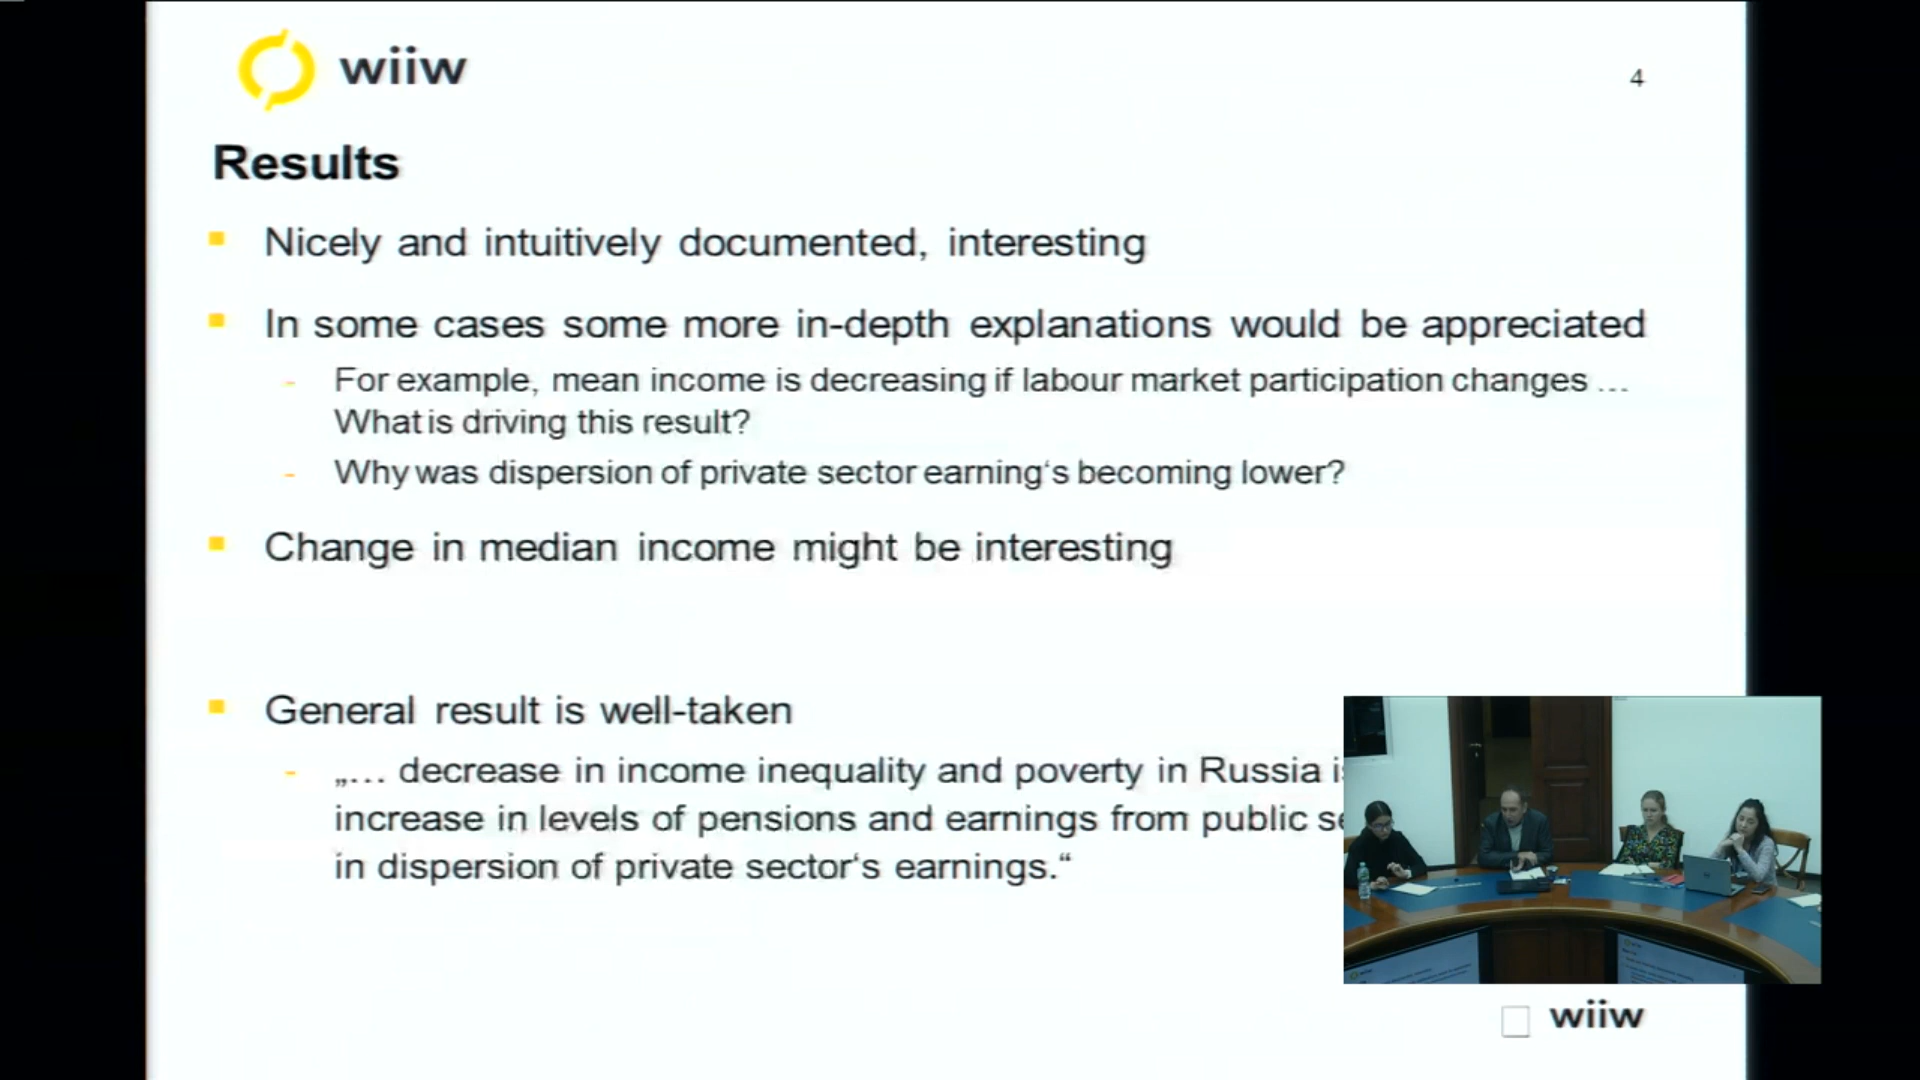 wiiw
4
Results
Nicely and intuitively documented, interesting
In some cases some more in-depth explanations would be appreciated
- For example, mean income is decreasing if labour market participation changes …
What is driving this result?
- Why was dispersion of private sector earning‘s becoming lower?
Change in median income might be interesting
General result is well-taken
- „… decrease in income inequality and poverty in Russia
increase in levels of pensions and earnings from public
in dispersion of private sector‘s earnings.“
wiiw